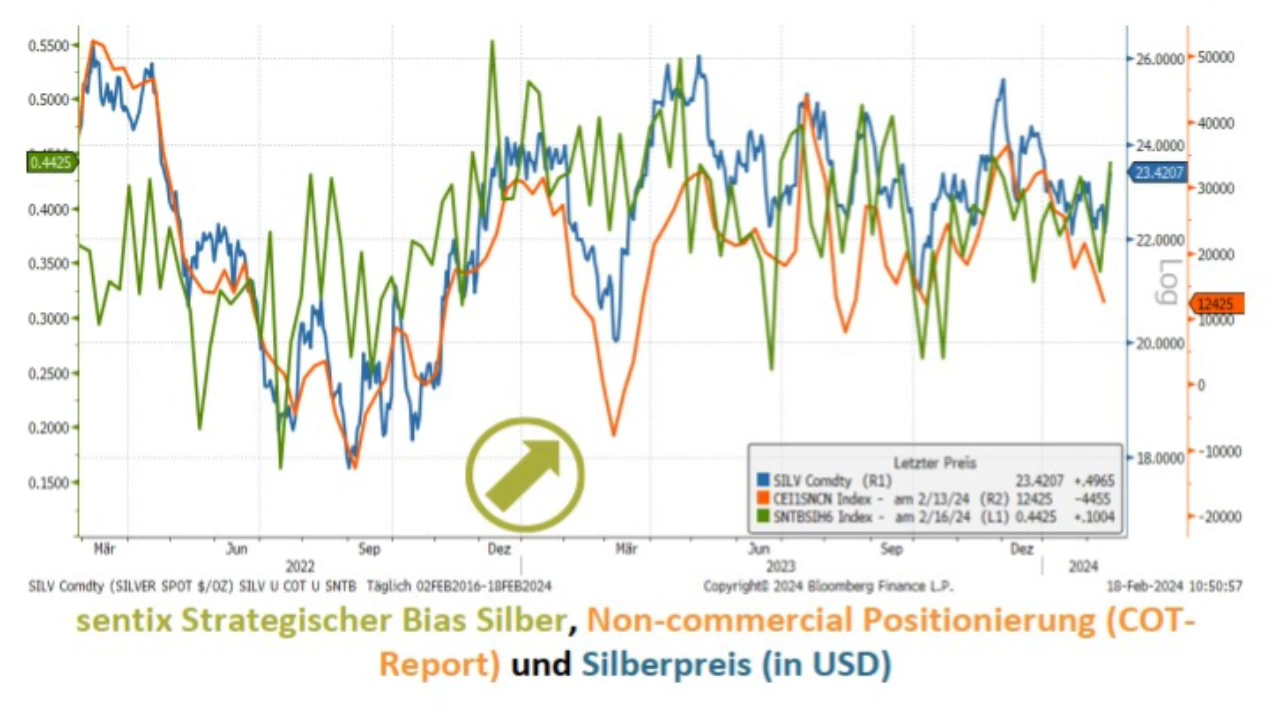 0.5500
0.5000
0.4425
0.4000
0.3500
0.3000
0.2500
0.2000
0.1500
26.0000
24.0000
23.4207
22.0000
20.0000
18.0000
Log
50000
40000
30000
20000
12425
10000
0
-10000
-20000
Letzter Preis
SILV Comdty (R1) 23.4207 +.4965
CEI1SNCN Index - am 2/13/24 (R2) 12425 -4455
SNTBSIH6 Index - am 2/16/24 (L1) 0.4425 +.1004
Mär Jun Sep Dez Mär Jun Sep Dez
2022 2023 2024
SILV Comdty (SILVER SPOT $/OZ) SILV U COT U SNTB Täglich 02FEB2016-18FEB2024 Copyright© 2024 Bloomberg Finance L.P. 18-Feb-2024 10:50:57
sentix Strategischer Bias Silber, Non-commercial Positionierung (COT-
Report) und Silberpreis (in USD)